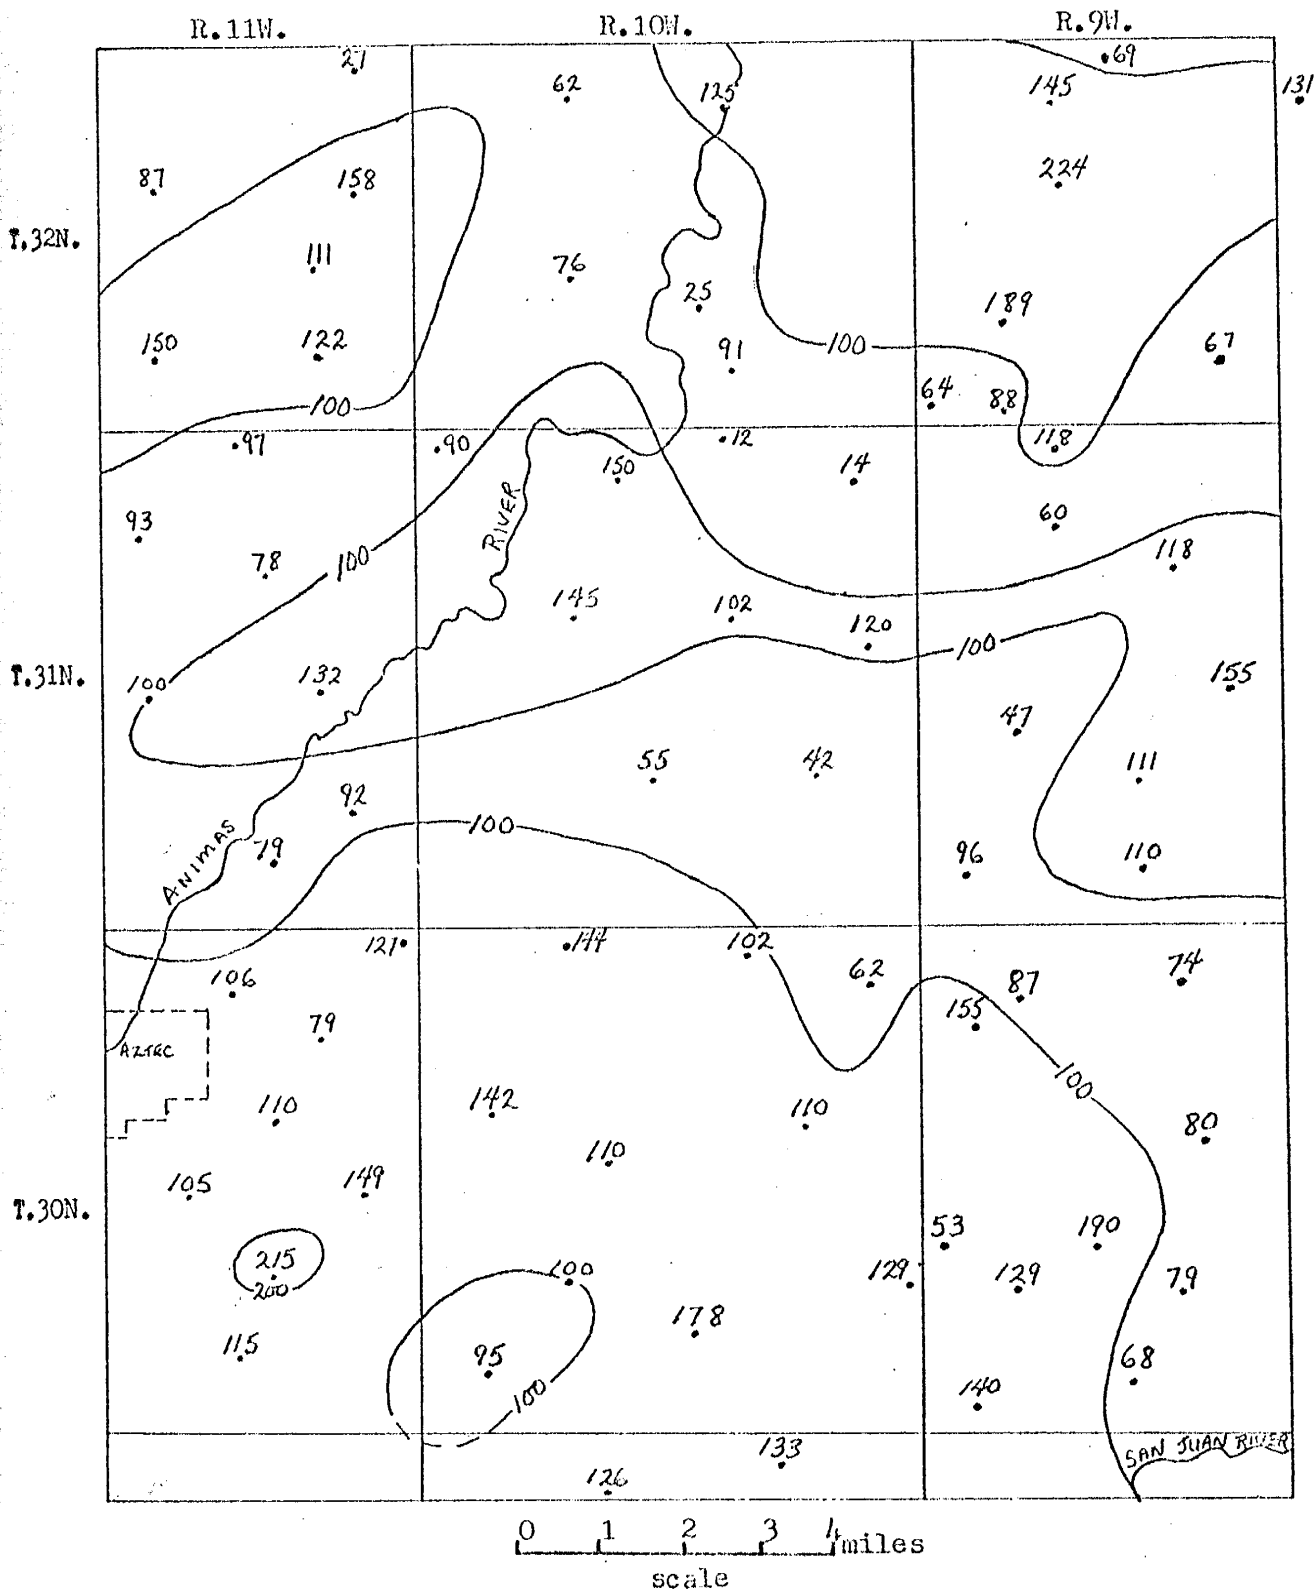 R.11W. R.10W. R.9W.
27 62 125 69
145 131
87 158 224
T.32N.
111 76 25 189
150 122 91 100 67
100 64 88
97 90 12 118
150 14
93 RIVER 60
78 100 118
145 102 120
100
T.31N.
100 132 155
47
55 42 111
92
ANIMAS 79 100 96 110
121 144 102
106 62 87 74
155
79
AZTEC
100
110 142 110 80
110
105 149
T.30N.
53 190
215 100 129 129 79
200
178
115 95 68
100 140
133 SAN JUAN RIVER
126
0 1 2 3 4 miles
scale